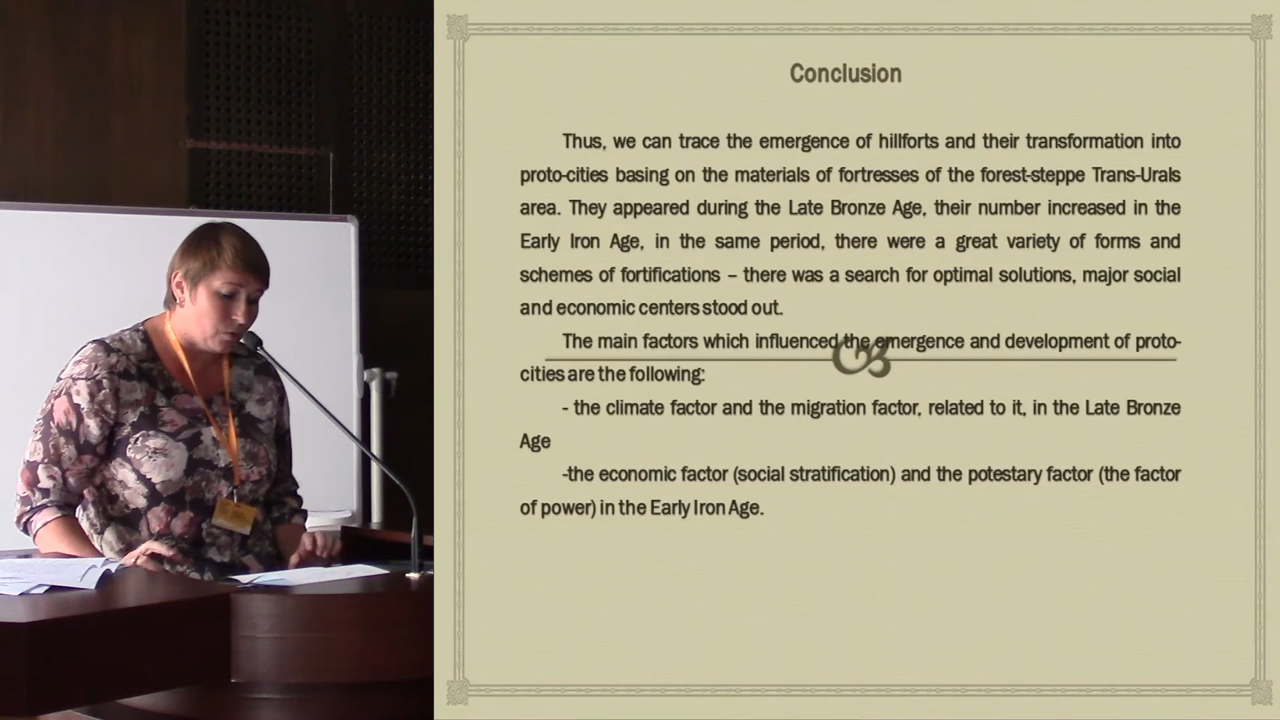 Conclusion
Thus, we can trace the emergence of hillforts and their transformation into
proto-cities basing on the materials of fortresses of the forest-steppe Trans-Urals
area. They appeared during the Late Bronze Age, their number increased in the
Early Iron Age, in the same period, there were a great variety of forms and
schemes of fortifications – there was a search for optimal solutions, major social
and economic centers stood out.
The main factors which influenced the emergence and development of proto-
cities are the following:
- the climate factor and the migration factor, related to it, in the Late Bronze
Age
-the economic factor (social stratification) and the potestary factor (the factor
of power) in the Early Iron Age.